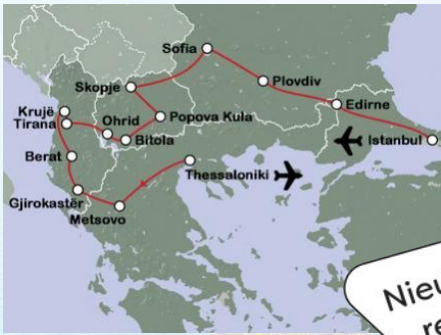 Sofia
Skopje
Plovdiv
Krujë
Tirana
Ohrid
Popova Kula
Edirne
Bitola
Istanbul
Berat
Thessaloniki
Gjirokastër
Metsovo
Nieu
re